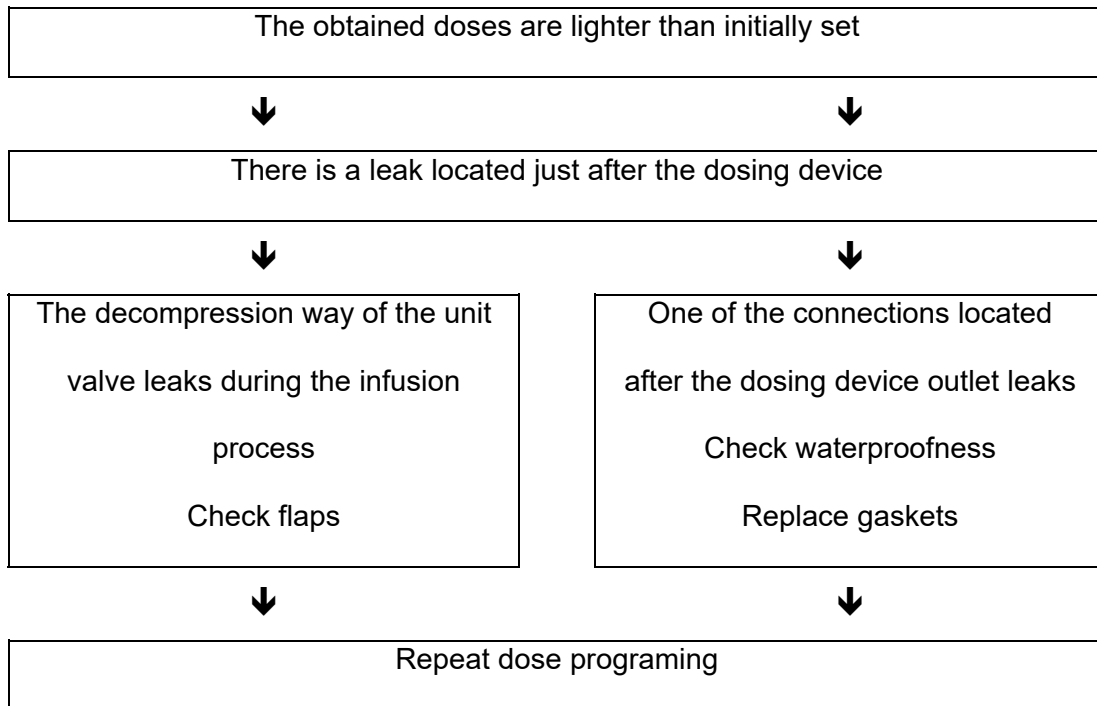 The obtained doses are lighter than initially set
There is a leak located just after the dosing device
The decompression way of the unit
valve leaks during the infusion
process
Check flaps
One of the connections located
after the dosing device outlet leaks
Check waterproofness
Replace gaskets
Repeat dose programing